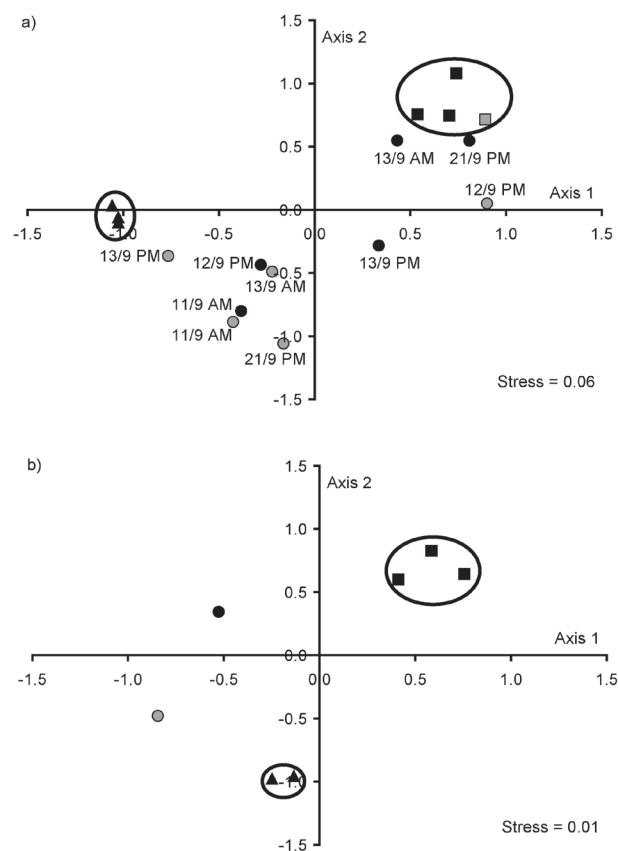 a)
1.5
Axis 2
1.0
0.5
13/9 AM 21/9 PM
12/9 PM
Axis 1
0.0
-1.5 -1.0 -0.5 0.0 0.5 1.0 1.5
13/9 PM 12/9 PM 13/9 PM
-0.5
13/9 AM
11/9 AM
11/9 AM -1.0
21/9 PM
Stress = 0.06
-1.5
b)
1.5
Axis 2
1.0
0.5
Axis 1
0.0
-1.5 -1.0 -0.5 0.0 0.5 1.0 1.5
-0.5
-1.0
Stress = 0.01
-1.5